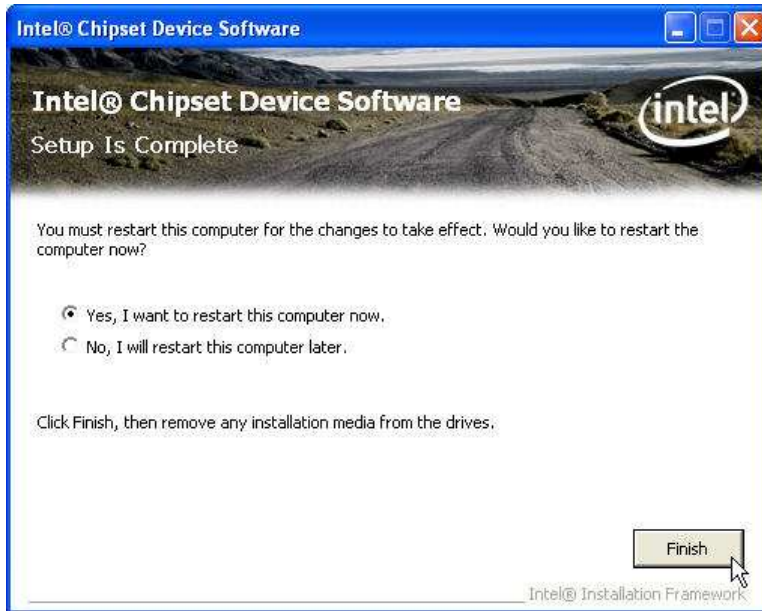 Intel® Chipset Device Software
Intel® Chipset Device Software
intel
Setup Is Complete
You must restart this computer for the changes to take effect. Would you like to restart the
computer now?
Yes, I want to restart this computer now.
No, I will restart this computer later.
Click Finish, then remove any installation media from the drives.
Finish
Intel® Installation Framework